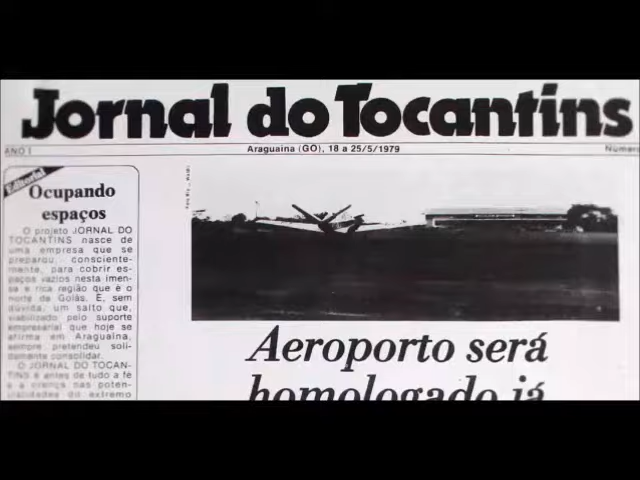 Jornal do Tocantins
ANO I
Araguaina (GO), 18 a 25/5/1979
Número
Editorial
Ocupando
espaços
O projeto JORNAL DO
TOCANTINS nasce de
uma empresa que se
preparou, consciente-
mente, para cobrir es-
paços vazios nesta imen-
sa e rica região que é o
norte de Goiás. E, sem
dúvida, um salto que,
viabilizado pelo suporte
empresarial que hoje se
afirma em Araguaína,
sempre pretendeu soli-
damente consolidar.
O JORNAL DO TOCAN-
TINS é antes de tudo a fé
e a crença nas poten-
cialidades do extremo
Aeroporto será
homologado já